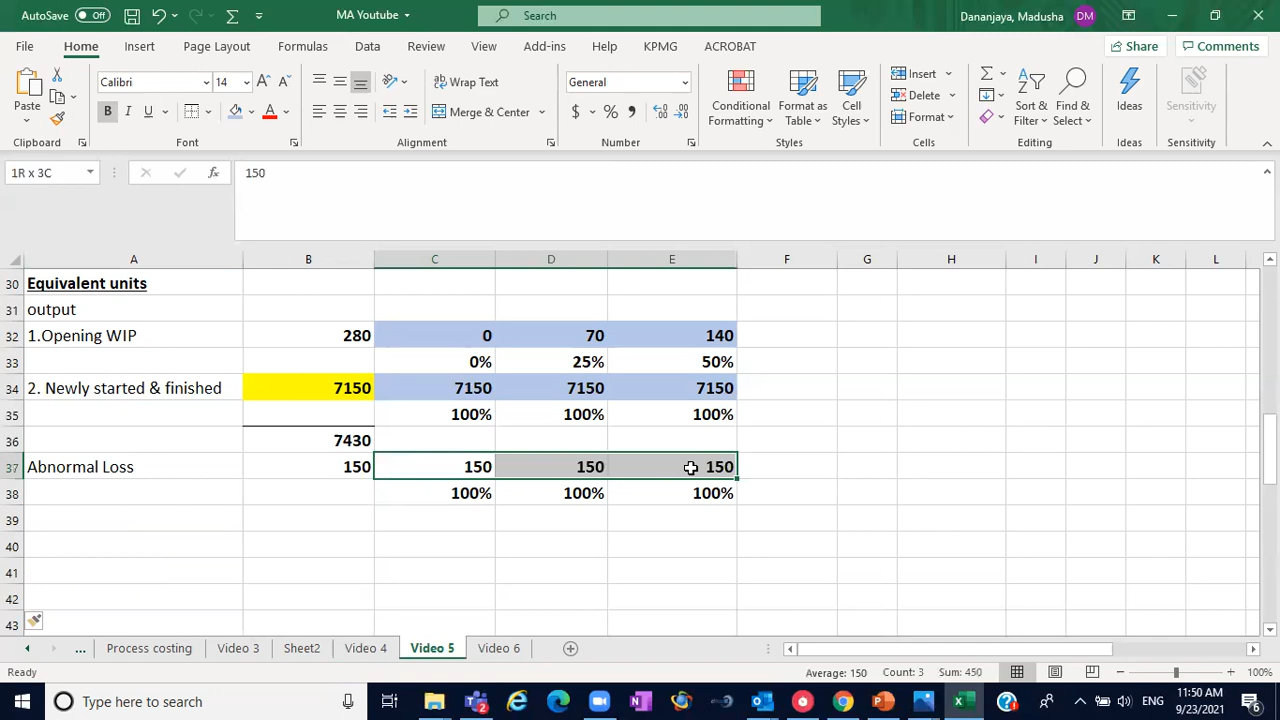 AutoSave Off MA Youtube Search Dananjaya, Madusha DM
File Home Insert Page Layout Formulas Data Review View Add-ins Help KPMG ACROBAT Share Comments
Paste Calibri 14 Wrap Text General Conditional Formatting Format as Table Cell Styles Insert Delete Format Sort & Filter Find & Select Ideas Sensitivity
B I U A Merge & Center $ %
Clipboard Font Alignment Number Styles Cells Editing Ideas Sensitivity
1R x 3C fx 150
A B C D E F G H I J K L
30 Equivalent units
31 output
32 1.Opening WIP 280 0 70 140
33 0% 25% 50%
34 2. Newly started & finished 7150 7150 7150 7150
35 100% 100% 100%
36 7430
37 Abnormal Loss 150 150 150 150
38 100% 100% 100%
39
40
41
42
43
... Process costing Video 3 Sheet2 Video 4 Video 5 Video 6
Ready Average: 150 Count: 3 Sum: 450 100%
Type here to search ENG 11:50 AM 9/23/2021 6